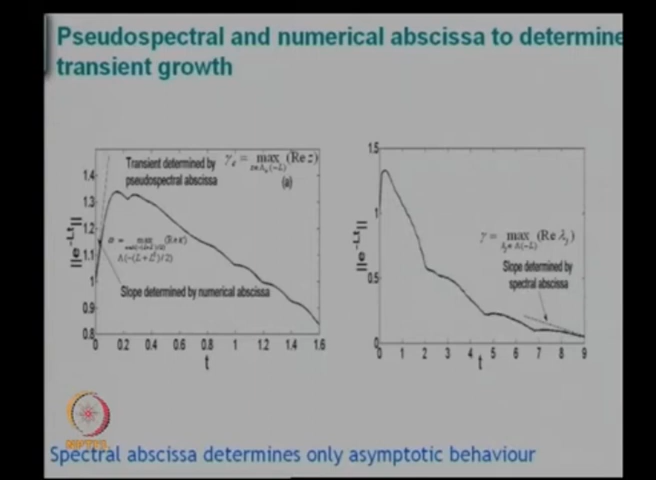 Pseudospectral and numerical abscissa to determine
transient growth
Transient determined by
pseudospectral abscissa
(a)
Slope determined by numerical abscissa
||e^{-Lt}||
1.4
1.3
1.2
1.1
1
0.9
0.8
0 0.2 0.4 0.6 0.8 1 1.2 1.4 1.6
t
γ = max (Re λj)
λj∈ Λ(-L)
Slope determined by
spectral abscissa
||e^{-Lt}||
1.5
1
0.5
0
0 1 2 3 4 5 6 7 8 9
t
NPTEL
Spectral abscissa determines only asymptotic behaviour